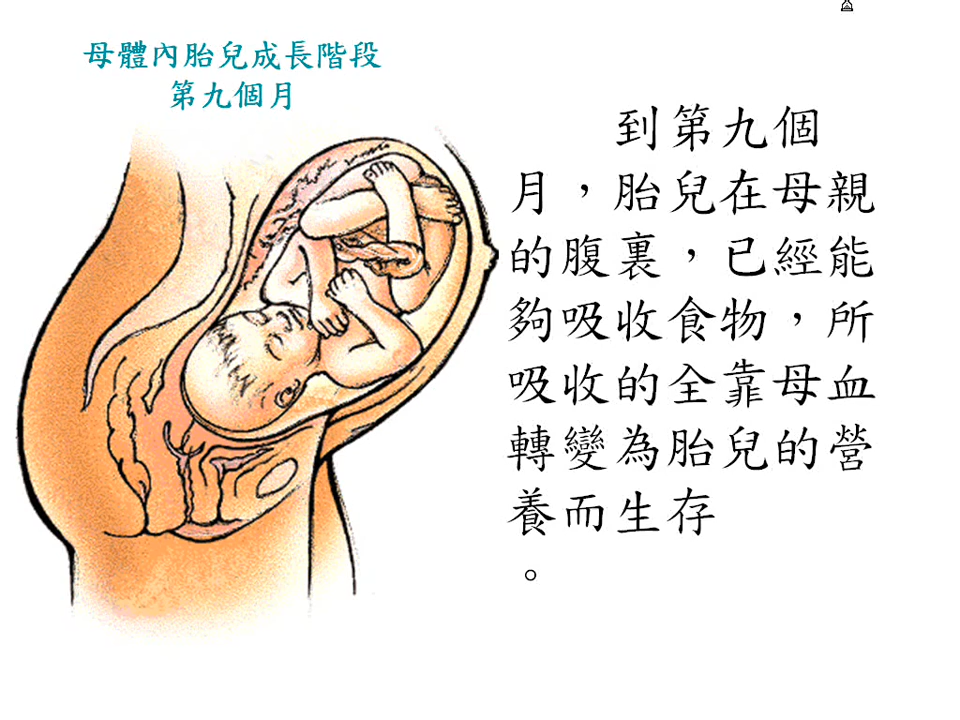 母體內胎兒成長階段
第九個月
到第九個
月，胎兒在母親
的腹裏，已經能
夠吸收食物，所
吸收的全靠母血
轉變為胎兒的營
養而生存
。